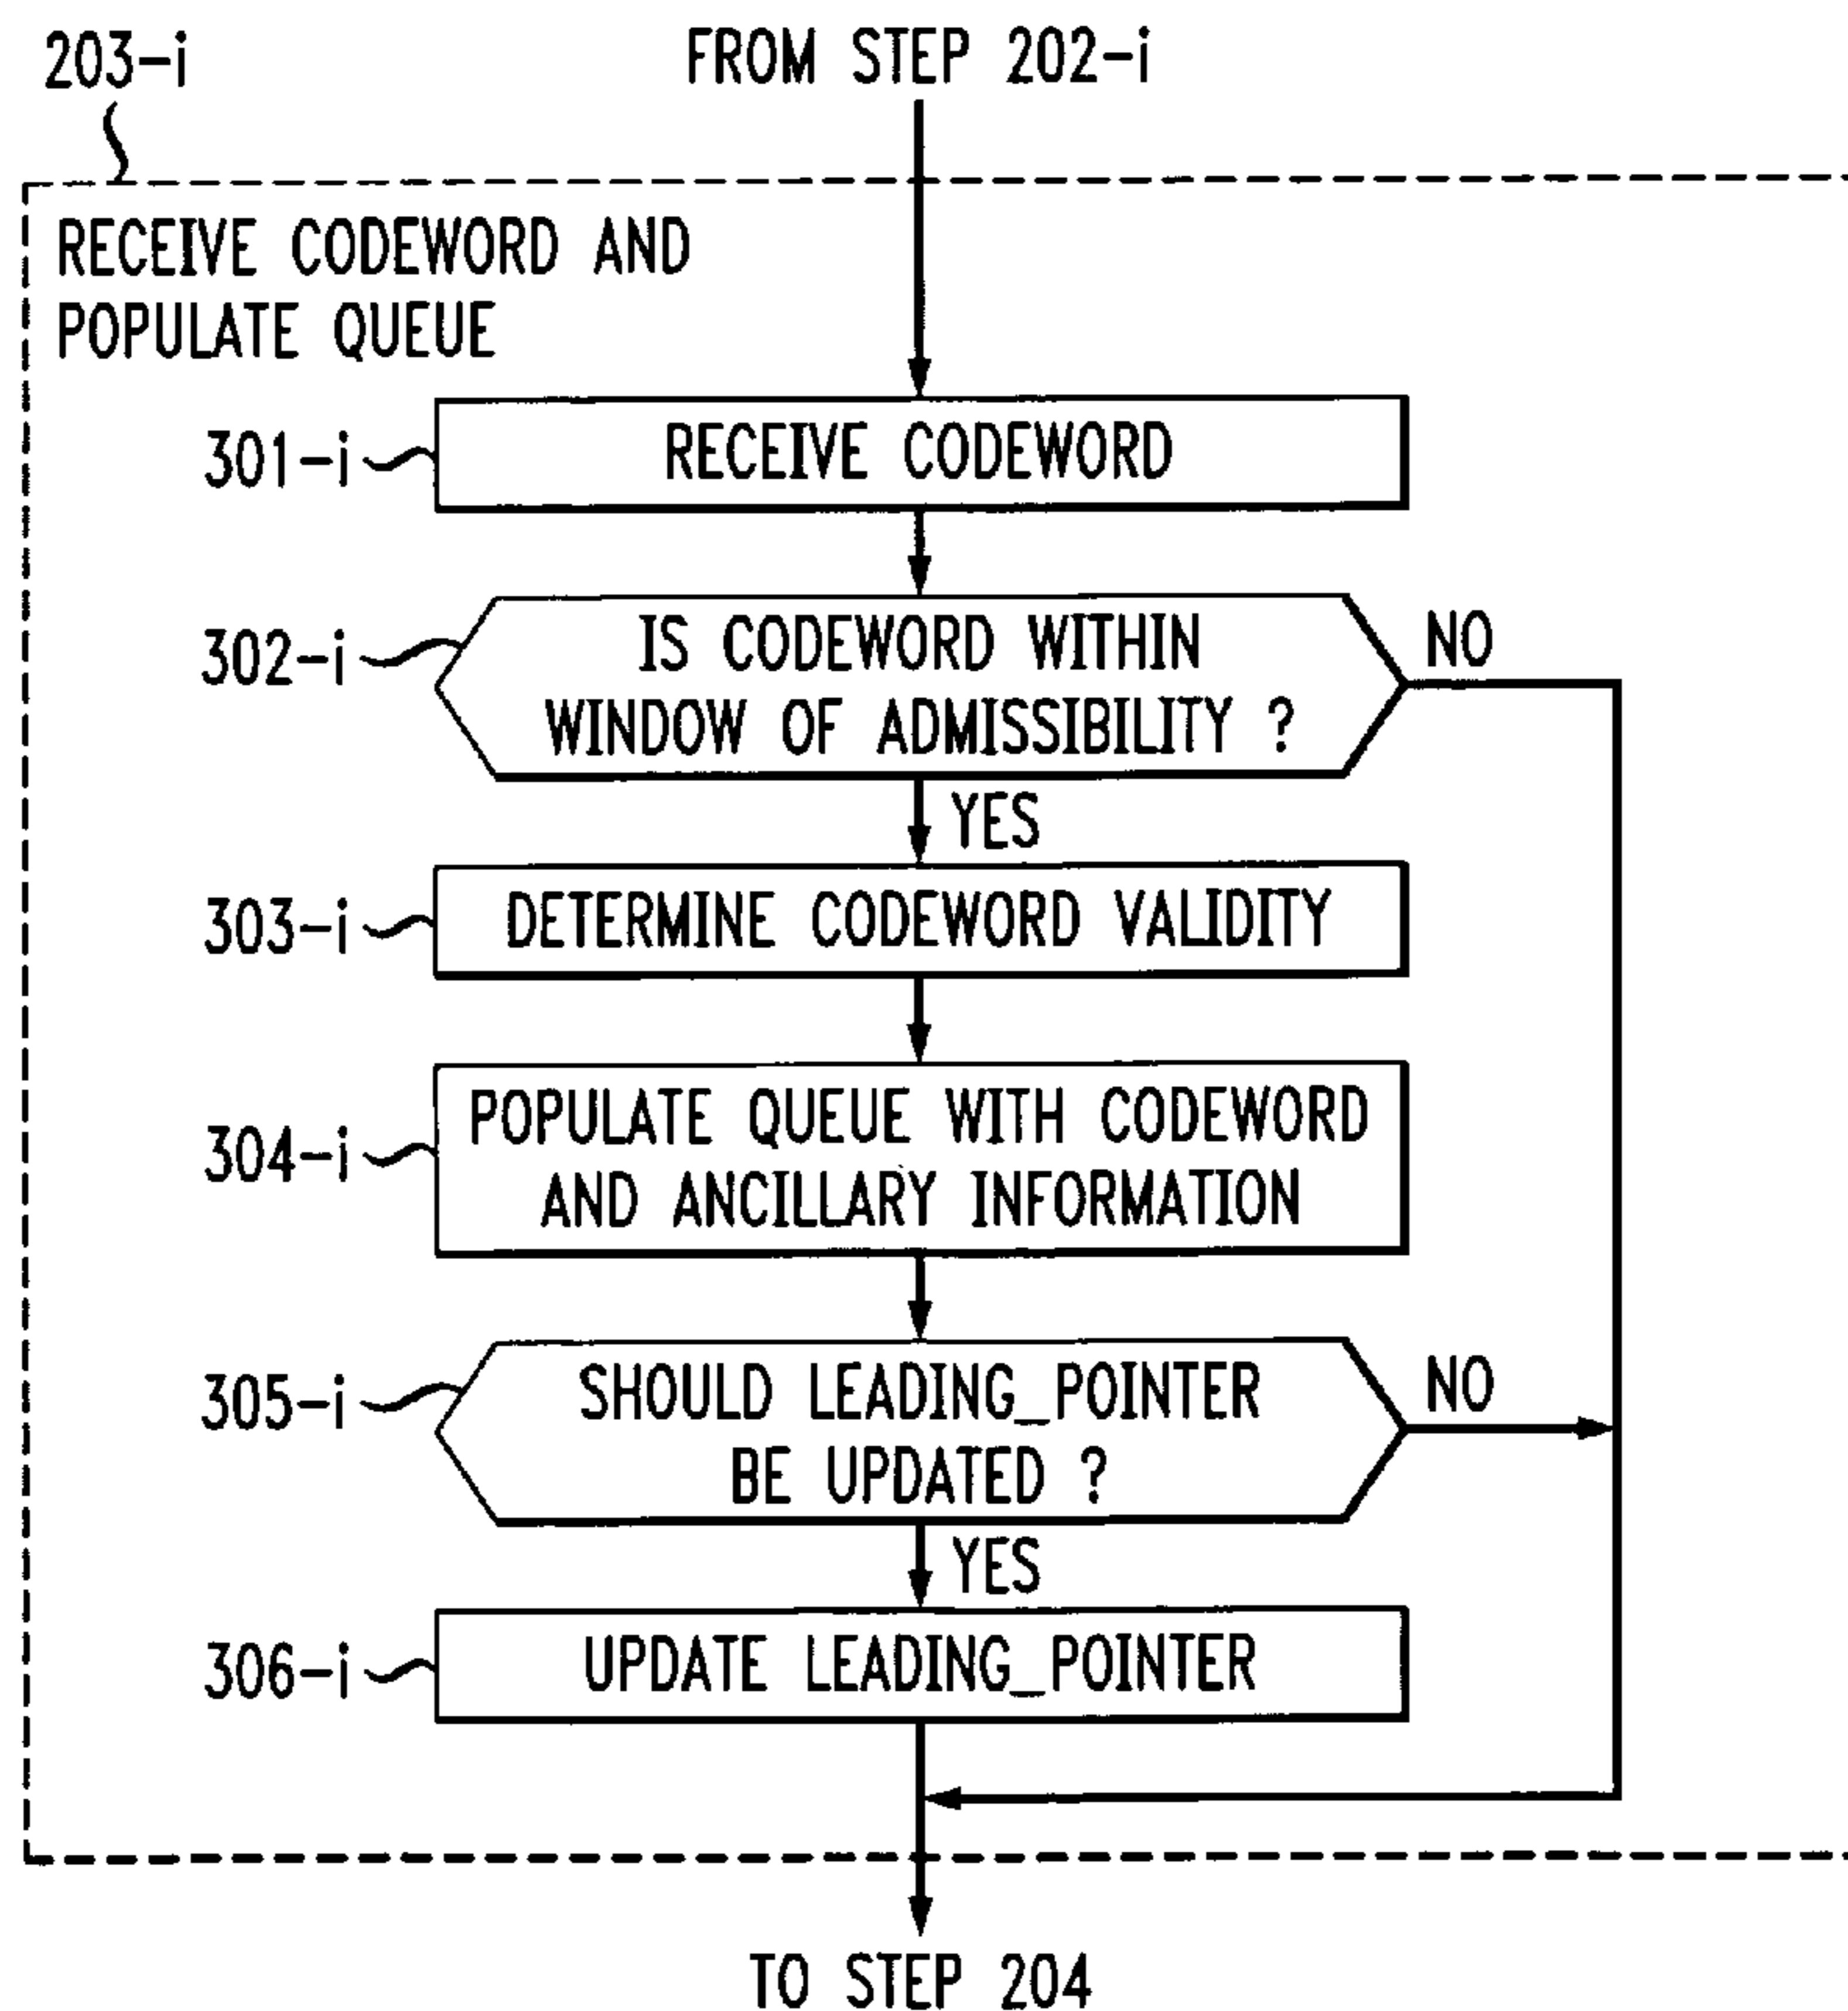 203-i
FROM STEP 202-i
RECEIVE CODEWORD AND
POPULATE QUEUE
301-i
RECEIVE CODEWORD
302-i
IS CODEWORD WITHIN
WINDOW OF ADMISSIBILITY ?
NO
YES
303-i
DETERMINE CODEWORD VALIDITY
304-i
POPULATE QUEUE WITH CODEWORD
AND ANCILLARY INFORMATION
305-i
SHOULD LEADING_POINTER
BE UPDATED ?
NO
YES
306-i
UPDATE LEADING_POINTER
TO STEP 204